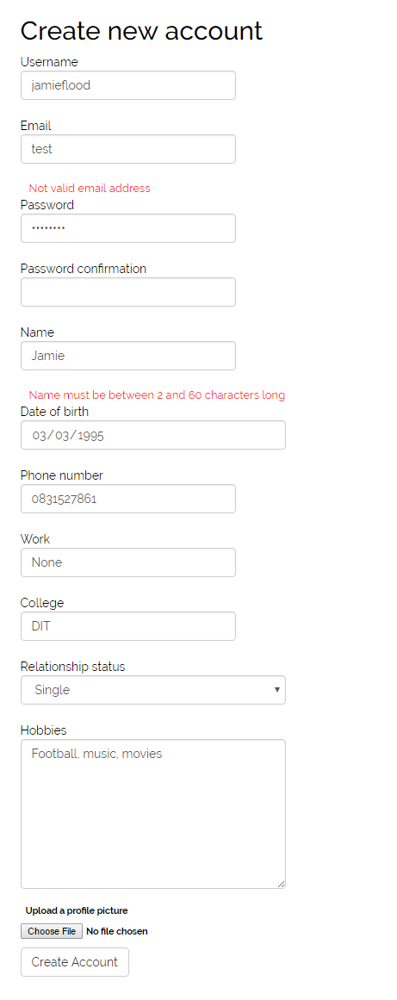 Create new account
Username
jamieflood
Email
test
Not valid email address
Password
••••••••
Password confirmation
Name
Jamie
Name must be between 2 and 60 characters long
Date of birth
03/03/1995
Phone number
0831527861
Work
None
College
DIT
Relationship status
Single
Hobbies
Football, music, movies
Upload a profile picture
Choose File No file chosen
Create Account